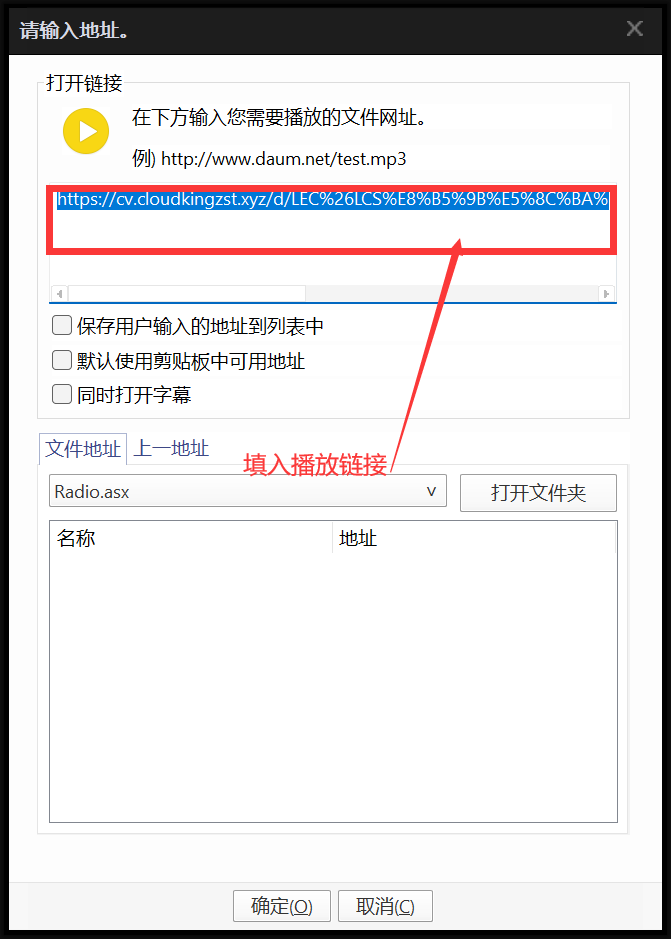 请输入地址。
打开链接
在下方输入您需要播放的文件网址。
例) http://www.daum.net/test.mp3
https://cv.cloudkingzst.xyz/d/LEC%26LCS%E8%B5%9B%E5%8C%BA%
保存用户输入的地址到列表中
默认使用剪贴板中可用地址
同时打开字幕
文件地址 上一地址
填入播放链接
Radio.asx 打开文件夹
名称 地址
确定(O) 取消(C)